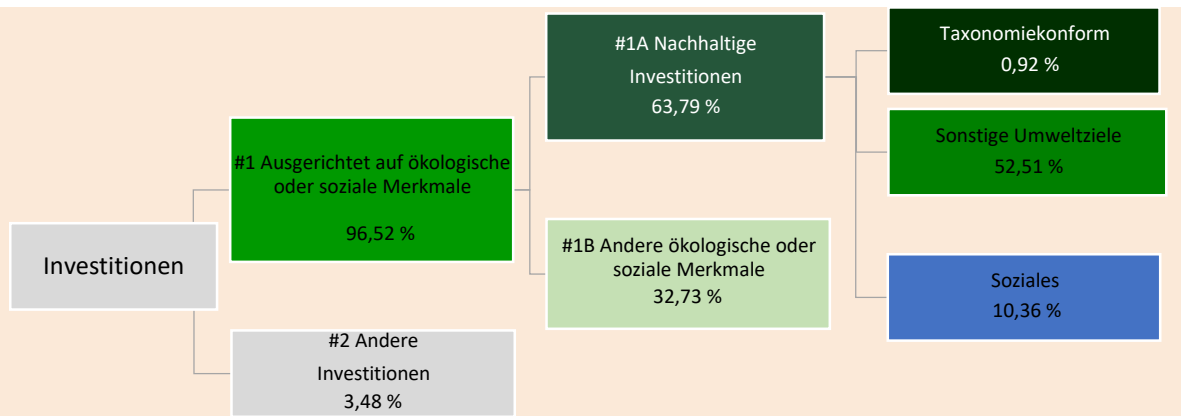 Investitionen
#1 Ausgerichtet auf ökologische
oder soziale Merkmale
96,52 %
#2 Andere
Investitionen
3,48 %
#1A Nachhaltige
Investitionen
63,79 %
#1B Andere ökologische oder
soziale Merkmale
32,73 %
Taxonomiekonform
0,92 %
Sonstige Umweltziele
52,51 %
Soziales
10,36 %